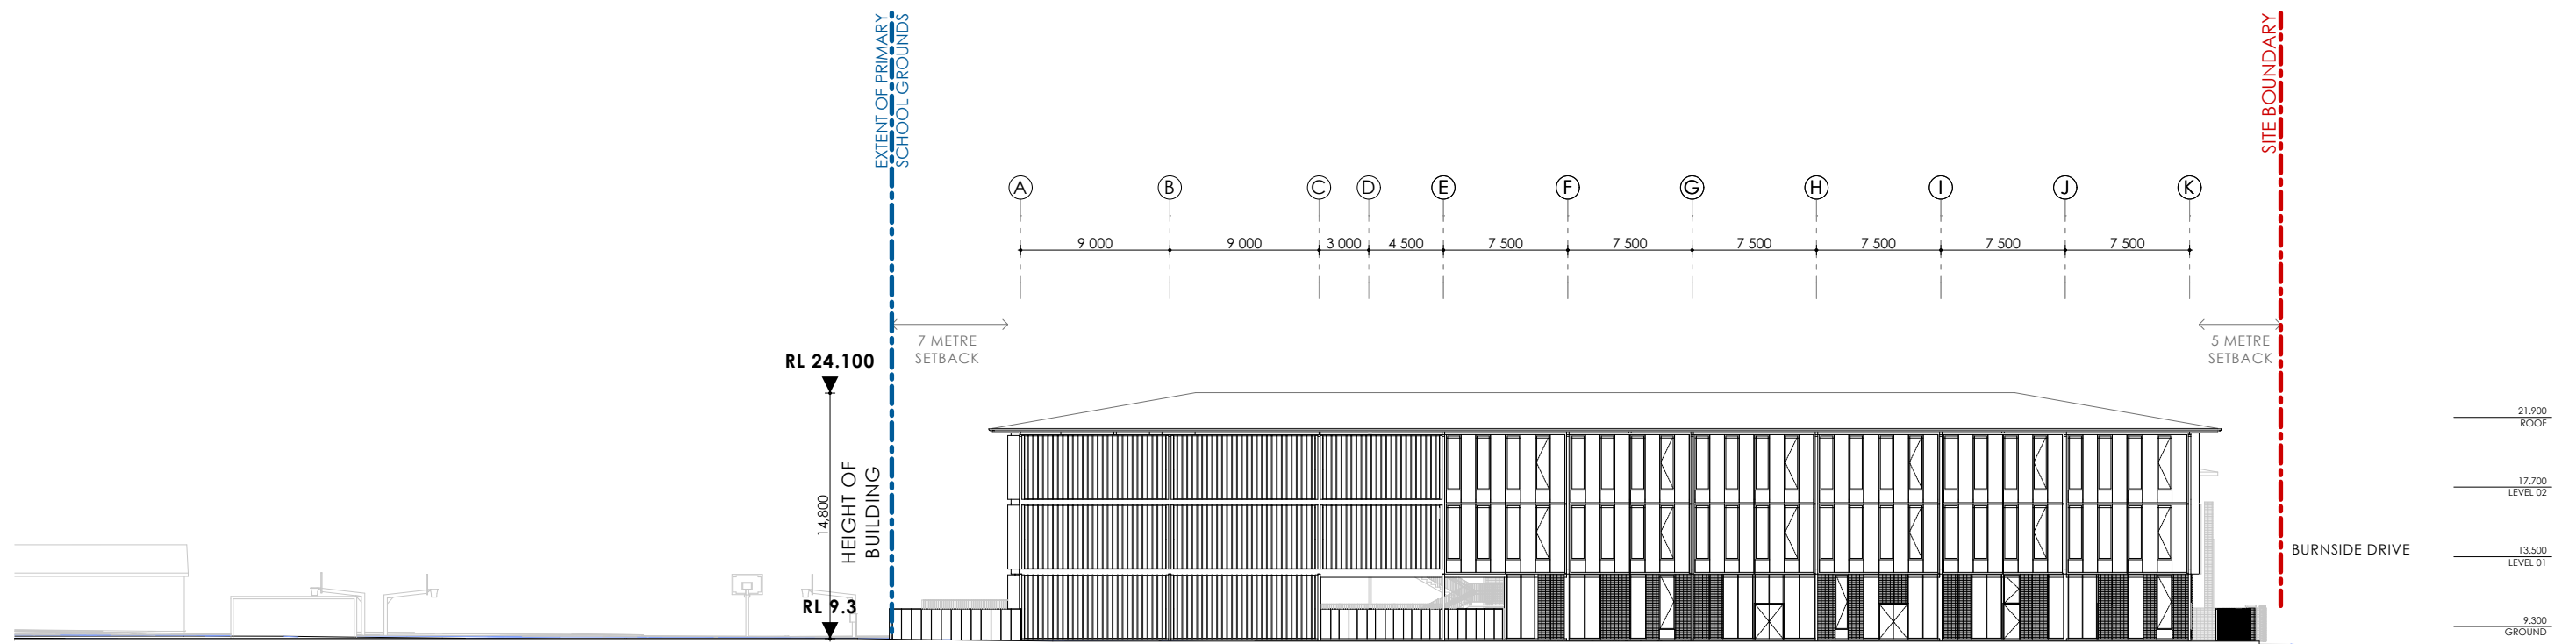 EXTENT OF PRIMARY
SCHOOL GROUNDS
SITE BOUNDARY
A B C D E F G H I J K
9 000 9 000 3 000 4 500 7 500 7 500 7 500 7 500 7 500 7 500
7 METRE
SETBACK
5 METRE
SETBACK
RL 24.100
14,800
HEIGHT OF
BUILDING
RL 9.3
BURNSIDE DRIVE
21.900
ROOF
17.700
LEVEL 02
13.500
LEVEL 01
9.300
GROUND